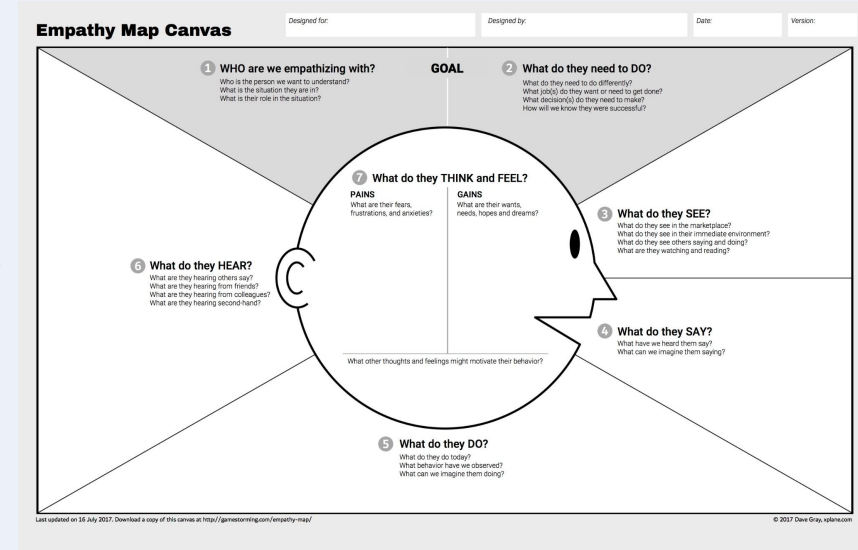 Empathy Map Canvas
Designed for:
Designed by:
Date:
Version:
1 WHO are we empathizing with?
Who is the person we want to understand?
What is the situation they are in?
What is their role in the situation?
GOAL
2 What do they need to DO?
What do they need to do differently?
What job(s) do they want or need to get done?
What decision(s) do they need to make?
How will we know they were successful?
3 What do they SEE?
What do they see in the marketplace?
What do they see in their immediate environment?
What do they see others saying and doing?
What are they watching and reading?
4 What do they SAY?
What have we heard them say?
What can we imagine them saying?
5 What do they DO?
What do they do today?
What behavior have we observed?
What can we imagine them doing?
6 What do they HEAR?
What are they hearing others say?
What are they hearing from friends?
What are they hearing from colleagues?
What are they hearing second-hand?
7 What do they THINK and FEEL?
PAINS
What are their fears,
frustrations, and anxieties?
GAINS
What are their wants,
needs, hopes and dreams?
What other thoughts and feelings might motivate their behavior?
Last updated on 16 July 2017. Download a copy of this canvas at http://gamestorming.com/empathy-map/
© 2017 Dave Gray, xplane.com